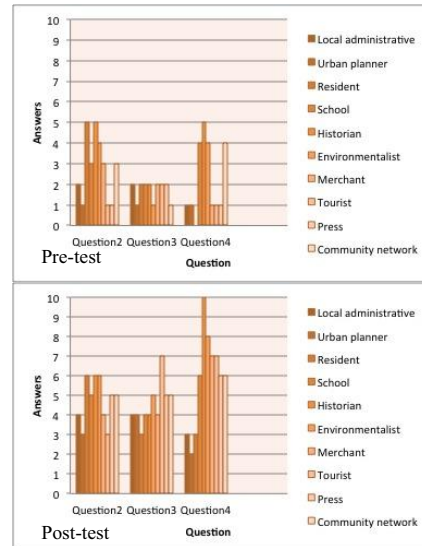 10
9
8
7
6
5
4
3
2
1
0
Answers
Question2 Question3 Question4
Question
Pre-test
Local administrative
Urban planner
Resident
School
Historian
Environmentalist
Merchant
Tourist
Press
Community network
10
9
8
7
6
5
4
3
2
1
0
Answers
Question2 Question3 Question4
Question
Post-test
Local administrative
Urban planner
Resident
School
Historian
Environmentalist
Merchant
Tourist
Press
Community network